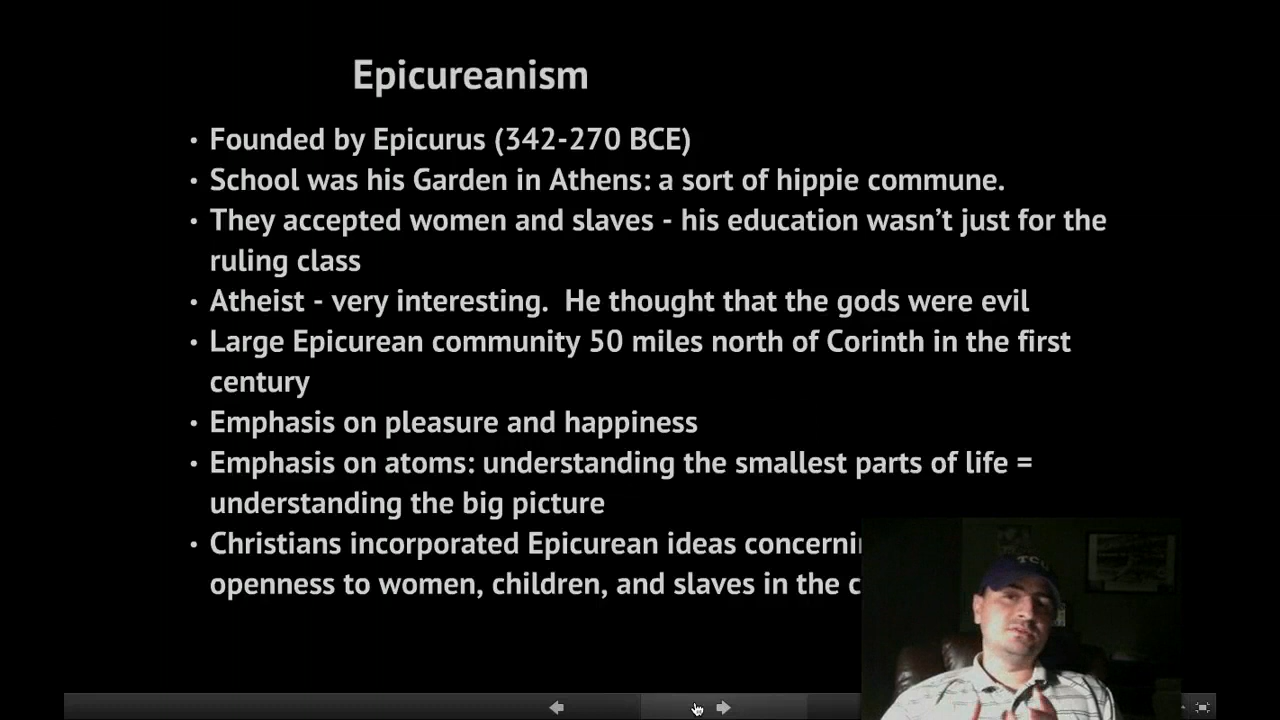 Epicureanism
• Founded by Epicurus (342-270 BCE)
• School was his Garden in Athens: a sort of hippie commune.
• They accepted women and slaves - his education wasn’t just for the
ruling class
• Atheist - very interesting.  He thought that the gods were evil
• Large Epicurean community 50 miles north of Corinth in the first
century
• Emphasis on pleasure and happiness
• Emphasis on atoms: understanding the smallest parts of life =
understanding the big picture
• Christians incorporated Epicurean ideas
openness to women, children, and slaves in the
TCU